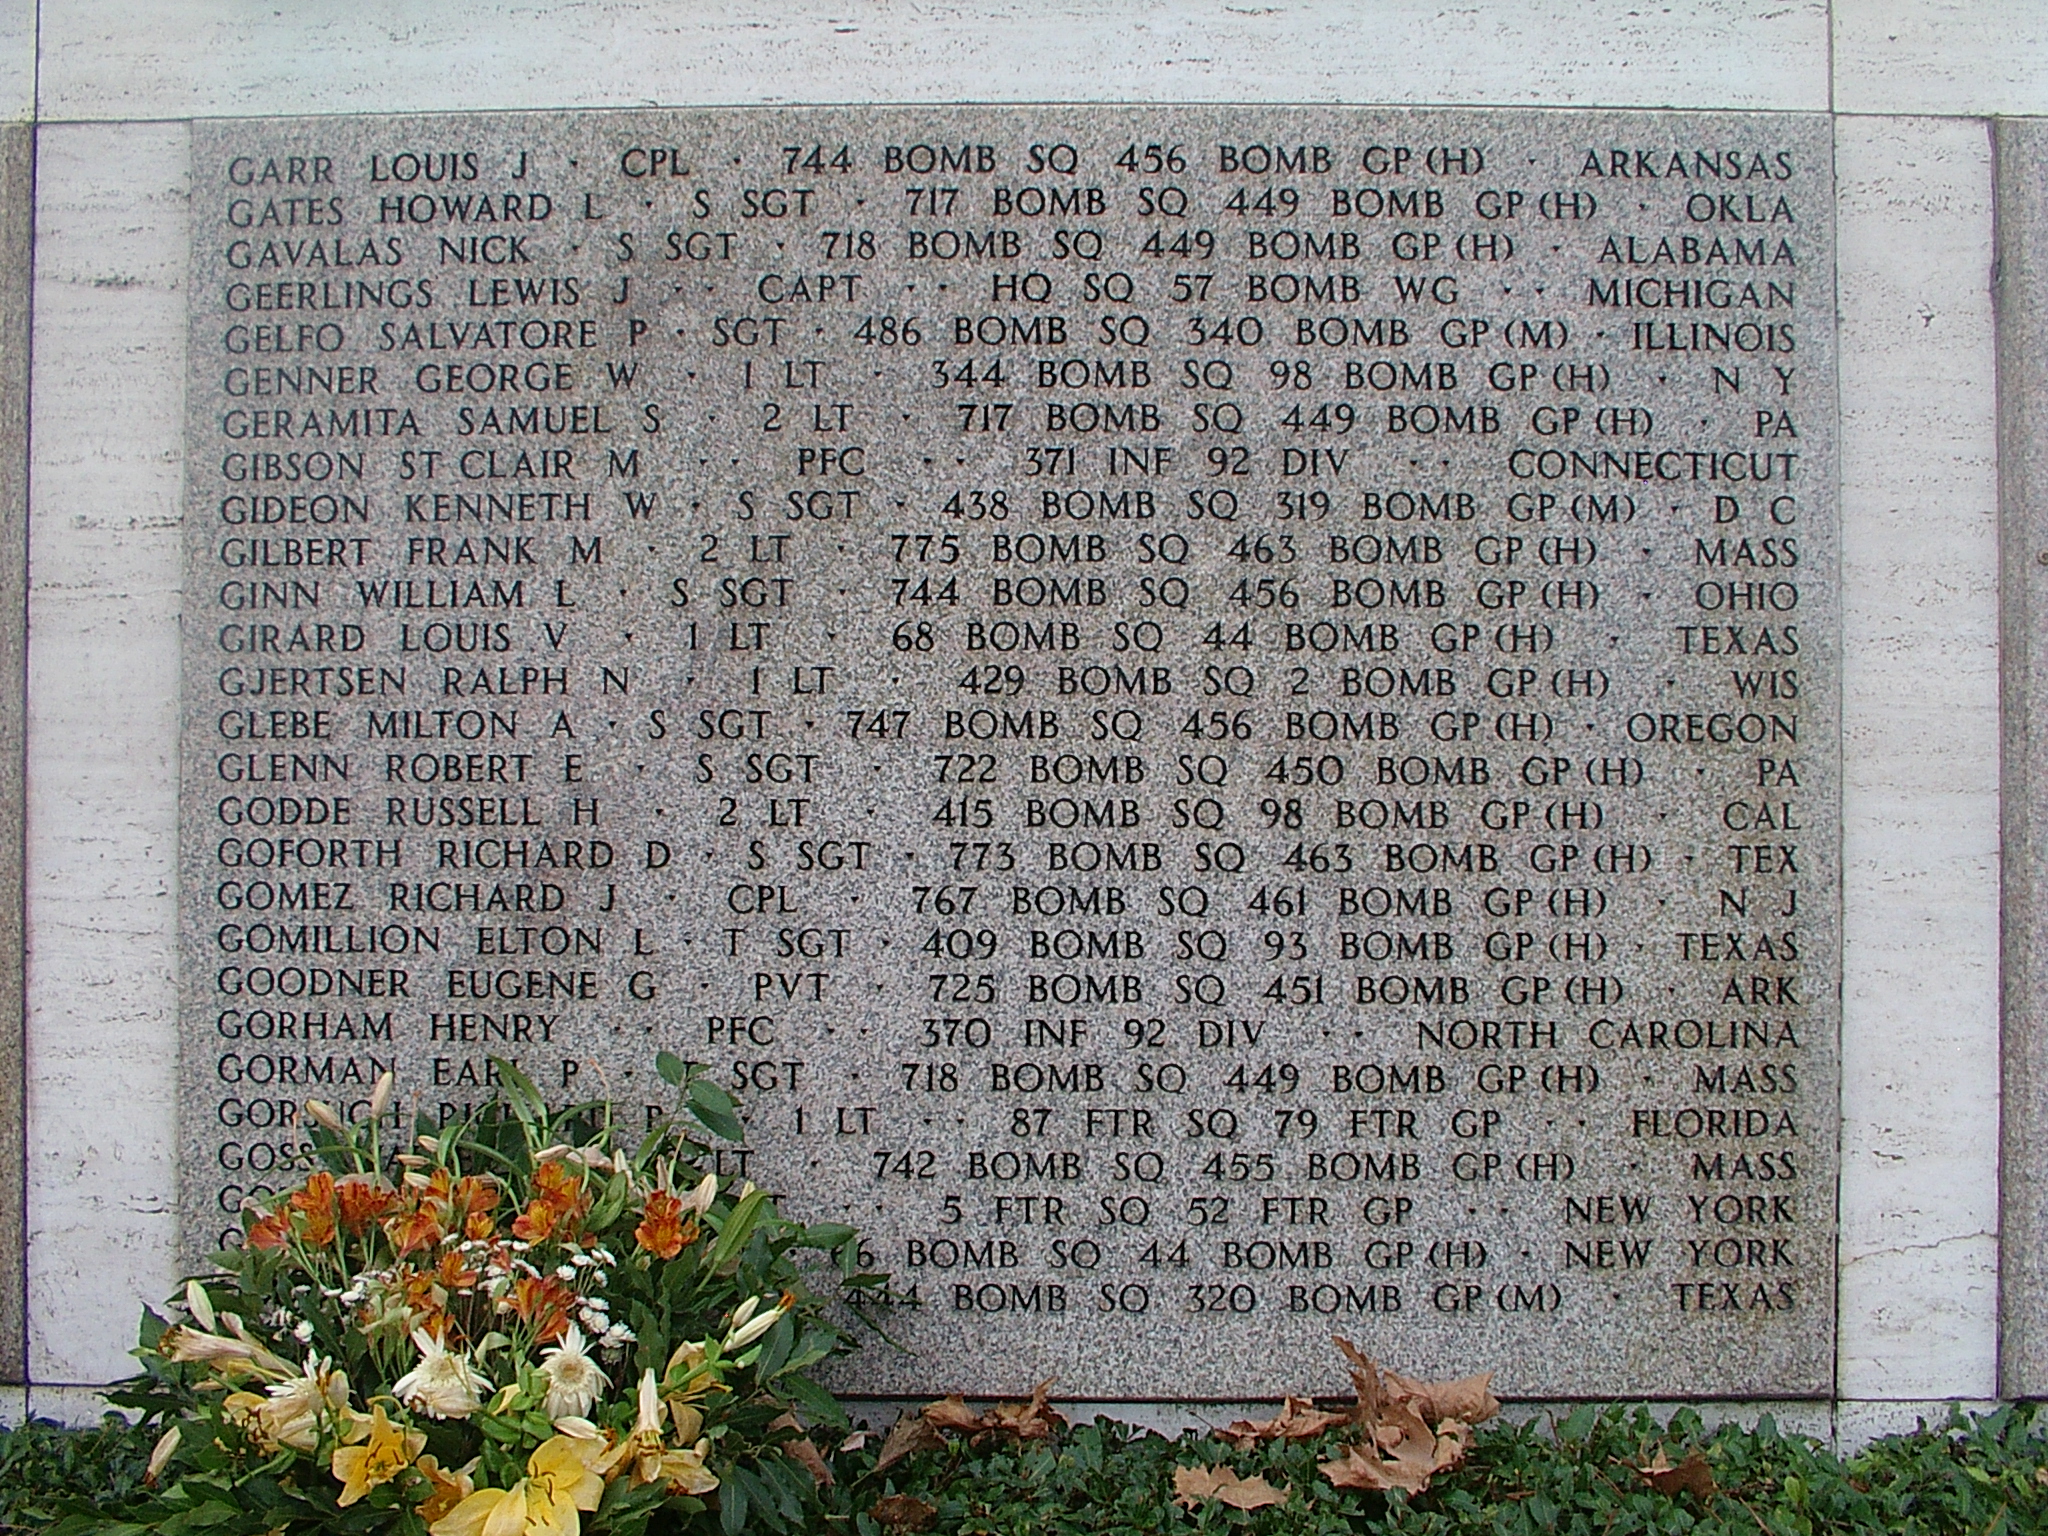 GARR LOUIS J · CPL · 744 BOMB SQ 456 BOMB GP (H) · ARKANSAS
GATES HOWARD L · S SGT · 717 BOMB SQ 449 BOMB GP (H) · OKLA
GAVALAS NICK · S SGT · 718 BOMB SQ 449 BOMB GP (H) · ALABAMA
GEERLINGS LEWIS J · · CAPT · · HQ SQ 57 BOMB WG · · MICHIGAN
GELFO SALVATORE P · SGT · 486 BOMB SQ 340 BOMB GP (M) · ILLINOIS
GENNER GEORGE W · 1 LT · 344 BOMB SQ 98 BOMB GP (H) · N Y
GERAMITA SAMUEL S · 2 LT · 717 BOMB SQ 449 BOMB GP (H) · PA
GIBSON ST CLAIR M · · PFC · · 371 INF 92 DIV · · CONNECTICUT
GIDEON KENNETH W · S SGT · 438 BOMB SQ 319 BOMB GP (M) · D C
GILBERT FRANK M · 2 LT · 775 BOMB SQ 463 BOMB GP (H) · MASS
GINN WILLIAM L · S SGT · 744 BOMB SQ 456 BOMB GP (H) · OHIO
GIRARD LOUIS V · 1 LT · 68 BOMB SQ 44 BOMB GP (H) · TEXAS
GJERTSEN RALPH N · 1 LT · 429 BOMB SQ 2 BOMB GP (H) · WIS
GLEBE MILTON A · S SGT · 747 BOMB SQ 456 BOMB GP (H) · OREGON
GLENN ROBERT E · S SGT · 722 BOMB SQ 450 BOMB GP (H) · PA
GODDE RUSSELL H · 2 LT · 415 BOMB SQ 98 BOMB GP (H) · CAL
GOFORTH RICHARD D · S SGT · 773 BOMB SQ 463 BOMB GP (H) · TEX
GOMEZ RICHARD J · CPL · 767 BOMB SQ 461 BOMB GP (H) · N J
GOMILLION ELTON L · T SGT · 409 BOMB SQ 93 BOMB GP (H) · TEXAS
GOODNER EUGENE G · PVT · 725 BOMB SQ 451 BOMB GP (H) · ARK
GORHAM HENRY · · PFC · · 370 INF 92 DIV · · NORTH CAROLINA
GORMAN EARL P · T SGT · 718 BOMB SQ 449 BOMB GP (H) · MASS
P · 1 LT · · 87 FTR SQ 79 FTR GP · · FLORIDA
2 LT · 742 BOMB SQ 455 BOMB GP (H) · MASS
· · 5 FTR SQ 52 FTR GP · · NEW YORK
· 66 BOMB SQ 44 BOMB GP (H) · NEW YORK
444 BOMB SQ 320 BOMB GP (M) · TEXAS